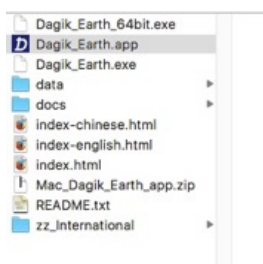 Dagik_Earth_64bit.exe
Dagik_Earth.app
Dagik_Earth.exe
data
docs
index-chinese.html
index-english.html
index.html
Mac_Dagik_Earth_app.zip
README.txt
zz_International